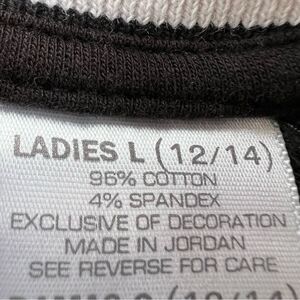 LADIES L (12/14)
96% COTTON
4% SPANDEX
EXCLUSIVE OF DECORATION
MADE IN JORDAN
SEE REVERSE FOR CARE